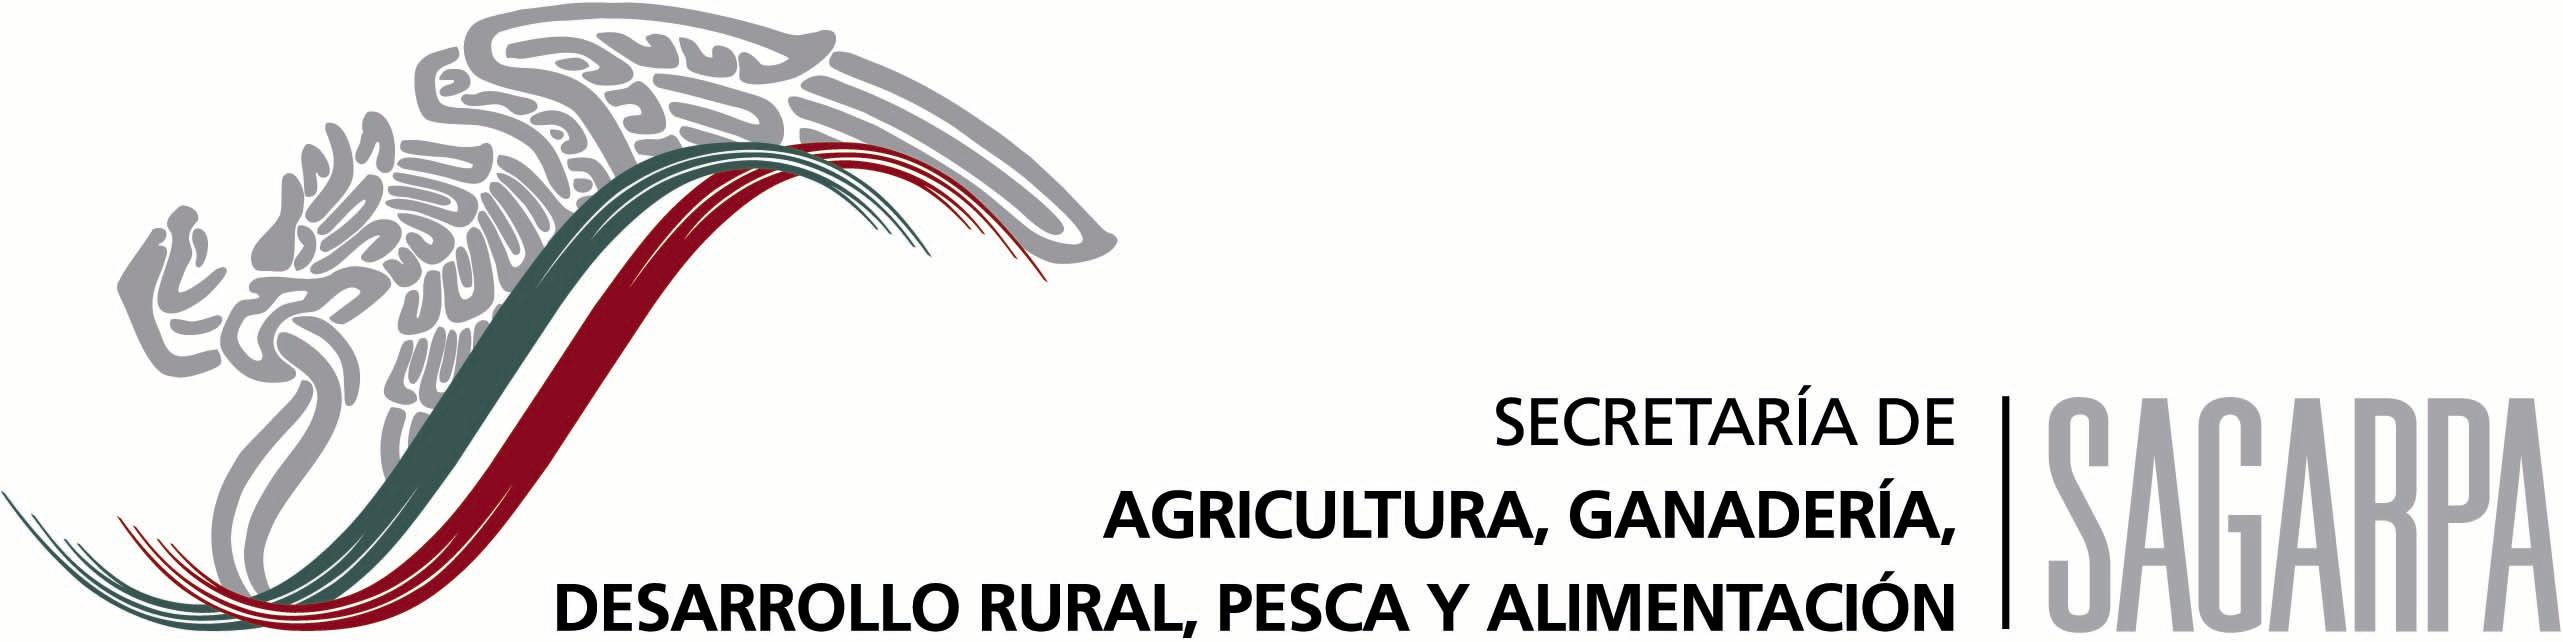 SECRETARÍA DE
AGRICULTURA, GANADERÍA,
DESARROLLO RURAL, PESCA Y ALIMENTACIÓN
SAGARPA